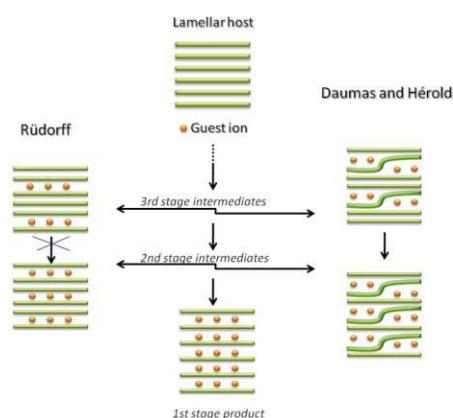 Lamellar host
Daumas and Hérold
Rüdorff
Guest ion
3rd stage intermediates
2nd stage intermediates
1st stage product